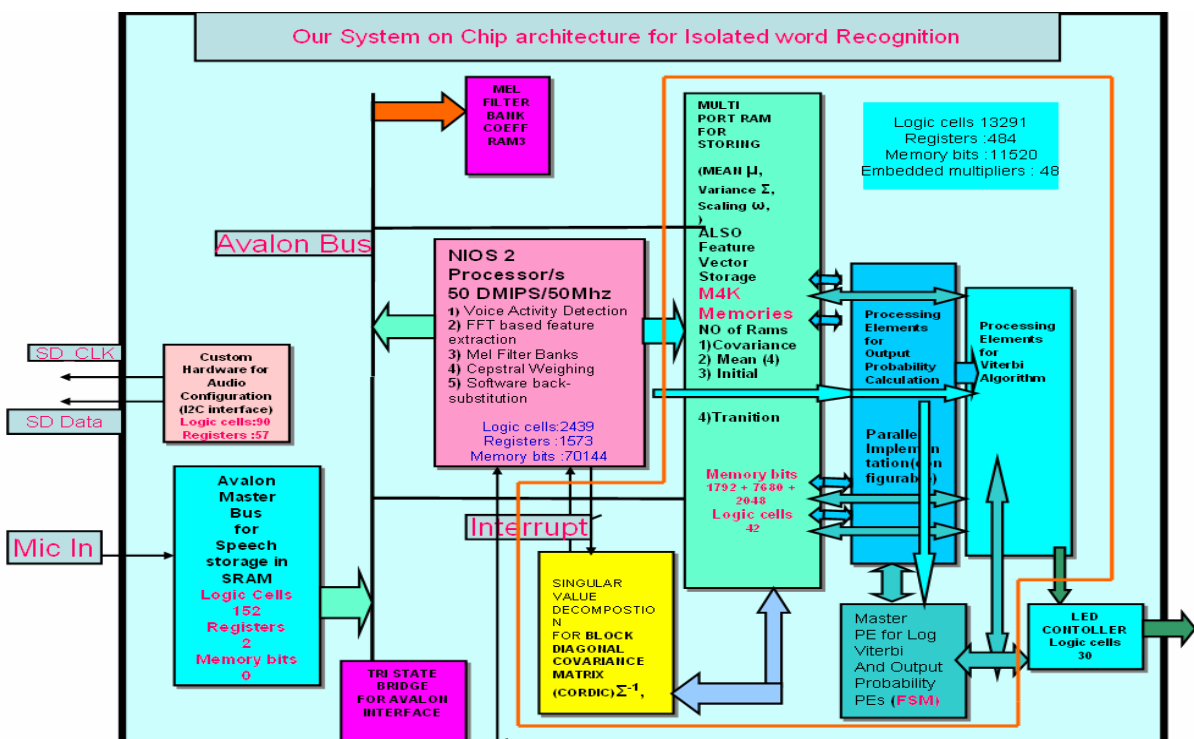 Our System on Chip architecture for Isolated word Recognition
MEL
FILTER
BANK
COEFF
RAM3
MULTI
PORT RAM
FOR
STORING
(MEAN μ,
Variance Σ,
Scaling ω,
)
ALSO
Feature
Vector
Storage
M4K
Memories
NO of Rams
1)Covariance
2) Mean (4)
3) Initial
4)Tranition
Memory bits
1792 + 7680 +
2048
Logic cells
42
Logic cells 13291
Registers :484
Memory bits :11520
Embedded multipliers : 48
Avalon Bus
NIOS 2
Processor/s
50 DMIPS/50Mhz
1) Voice Activity Detection
2) FFT based feature
extraction
3) Mel Filter Banks
4) Cepstral Weighing
5) Software back-
substitution
Logic cells:2439
Registers :1573
Memory bits :70144
Processing
Elements
for
Output
Probability
Calculation
Parallel
Implemen
tation(con
figurable)
Processing
Elements
for
Viterbi
Algorithm
SD_CLK
SD Data
Custom
Hardware for
Audio
Configuration
(I2C interface)
Logic cells:90
Registers :57
Mic In
Avalon
Master
Bus
for
Speech
storage in
SRAM
Logic Cells
152
Registers
2
Memory bits
0
Interrupt
SINGULAR
VALUE
DECOMPOSTIO
N
FOR BLOCK
DIAGONAL
COVARIANCE
MATRIX
(CORDIC)Σ⁻¹,
Master
PE for Log
Viterbi
And Output
Probability
PEs (FSM)
LED
CONTOLLER
Logic cells
30
TRI STATE
BRIDGE
FOR AVALON
INTERFACE